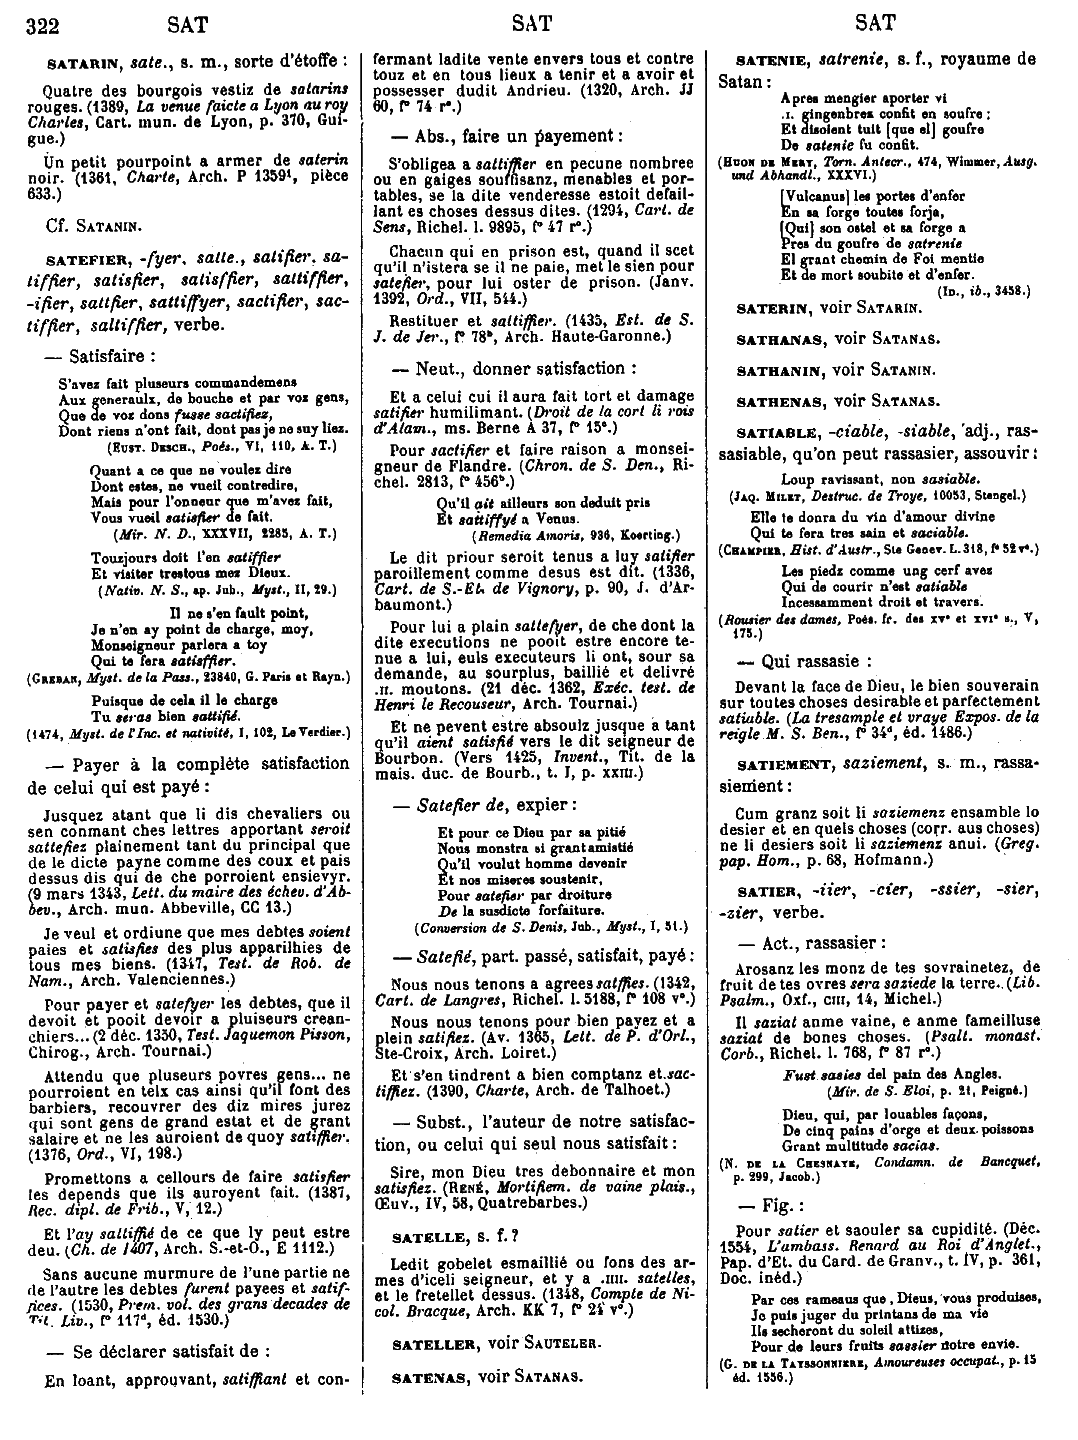 322 SAT SAT SAT
SATARIN, sate., s. m., sorte d'étoffe :
Quatre des bourgois vestiz de satarins
rouges. (1389, La venue faicte a Lyon au roy
Charles, Cart. mun. de Lyon, p. 370, Gui-
gue.)
Un petit pourpoint a armer de saterin
noir. (1361, Charte, Arch. P 1359¹, pièce
633.)
Cf. SATANIN.
SATEFIER, -fyer, satte., satifier, sa-
tiffier, satisfier, satisffier, sattiffier,
-ifier, sattfier, sattiffyer, sactifier, sac-
tiffier, saltiffier, verbe.
— Satisfaire :
S'avez fait pluseurs commandemens
Aux generaulx, de bouche et par voz gens,
Que de voz dons fusse sactifiez,
Dont riens n'ont fait, dont pas je ne suy liez.
(EUST. DESCH., Poés., VI, 110, A. T.)
Quant a ce que ne voulez dire
Dont estes, ne vueil contredire,
Mais pour l'onneur que m'avez fait,
Vous vueil satisfier de fait.
(Mir. N. D., XXXVII, 2285, A. T.)
Touzjours doit l'en satiffier
Et visiter trestous mez Dieux.
(Nativ. N. S., ap. Jub., Myst., II, 29.)
Il ne s'en fault point,
Je n'en ay point de charge, moy,
Monseigneur parlera a toy
Qui te fera satisffier.
(GREBAN, Myst. de la Pass., 23840, G. Paris et Rayn.)
Puisque de cela il le charge
Tu seras bien sattifié.
(1474, Myst. de l'Inc. et nativité, I, 102, Le Verdier.)
— Payer à la complète satisfaction
de celui qui est payé :
Jusquez atant que li dis chevaliers ou
sen conmant ches lettres apportant seroit
sattefiez plainement tant du principal que
de le dicte payne comme des coux et pais
dessus dis qui de che porroient ensievyr.
(9 mars 1343, Lett. du maire des échev. d'Ab-
bev., Arch. mun. Abbeville, CC 13.)
Je veul et ordiune que mes debtes soient
paies et satisfies des plus apparilhies de
tous mes biens. (1347, Test. de Rob. de
Nam., Arch. Valenciennes.)
Pour payer et satefyer les debtes, que il
devoit et pooit devoir a pluiseurs crean-
chiers... (2 déc. 1350, Test. Jaquemon Pisson,
Chirog., Arch. Tournai.)
Attendu que pluseurs povres gens... ne
pourroient en telx cas ainsi qu'il font des
barbiers, recouvrer des diz mires jurez
qui sont gens de grand estat et de grant
salaire et ne les auroient de quoy satiffier.
(1376, Ord., VI, 198.)
Promettons a cellours de faire satisfier
les depends que ils auroyent fait. (1387,
Rec. dipl. de Frib., V, 12.)
Et l'ay saltiffié de ce que ly peut estre
deu. (Ch. de 1407, Arch. S.-et-O., E 1112.)
Sans aucune murmure de l'une partie ne
de l'autre les debtes furent payees et satif-
fices. (1530, Prem. vol. des grans decades de
Tit. Liv., f° 117ᵈ, éd. 1530.)
— Se déclarer satisfait de :
En loant, approuvant, satiffiant et con-
fermant ladite vente envers tous et contre
touz et en tous lieux a tenir et a avoir et
possesser dudit Andrieu. (1320, Arch. JJ
60, f° 74 r°.)
— Abs., faire un payement :
S'obligea a sattiffier en pecune nombree
ou en gaiges souffisanz, menables et por-
tables, se la dite venderesse estoit defail-
lant es choses dessus dites. (1294, Cart. de
Sens, Richel. l. 9895, f° 47 r°.)
Chacun qui en prison est, quand il scet
qu'il n'istera se il ne paie, met le sien pour
satefier, pour lui oster de prison. (Janv.
1392, Ord., VII, 544.)
Restituer et saltiffier. (1435, Est. de S.
J. de Jer., f° 78ᵃ, Arch. Haute-Garonne.)
— Neut., donner satisfaction :
Et a celui cui il aura fait tort et damage
satifier humilimant. (Droit de la cort li rois
d'Alam., ms. Berne A 37, f° 15ᵃ.)
Pour sactifier et faire raison a monsei-
gneur de Flandre. (Chron. de S. Den., Ri-
chel. 2813, f° 456ᵇ.)
Qu'il ait ailleurs son deduit pris
Et sattiffyé a Venus.
(Remedia Amoris, 936, Koerting.)
Le dit priour seroit tenus a luy satifier
paroillement comme desus est dit. (1336,
Cart. de S.-Et. de Vignory, p. 90, J. d'Ar-
baumont.)
Pour lui a plain sattefyer, de che dont la
dite executions ne pooit estre encore te-
nue a lui, euls executeurs li ont, sour sa
demande, au sourplus, baillié et delivré
.II. moutons. (21 déc. 1362, Exéc. test. de
Henri le Recouseur, Arch. Tournai.)
Et ne pevent estre absoulz jusque a tant
qu'il aient satisfié vers le dit seigneur de
Bourbon. (Vers 1425, Invent., Tit. de la
mais. duc. de Bourb., t. I, p. XXIII.)
— Satefier de, expier :
Et pour ce Dieu par sa pitié
Nous monstra si grant amistié
Qu'il voulut homme devenir
Et nos miseres soustenir,
Pour satefier par droiture
De la susdicte forfaiture.
(Conversion de S. Denis, Jub., Myst., I, 51.)
— Satefié, part. passé, satisfait, payé :
Nous nous tenons a agrees satffies. (1342,
Cart. de Langres, Richel. l. 5188, f° 108 v°.)
Nous nous tenons pour bien payez et a
plein satifiez. (Av. 1365, Lett. de P. d'Orl.,
Ste-Croix, Arch. Loiret.)
Et s'en tindrent a bien comptanz et sac-
tiffiez. (1390, Charte, Arch. de Talhoet.)
— Subst., l'auteur de notre satisfac-
tion, ou celui qui seul nous satisfait :
Sire, mon Dieu tres debonnaire et mon
satisfiez. (RENÉ, Mortifiem. de vaine plais.,
Œuv., IV, 58, Quatrebarbes.)
SATELLE, s. f. ?
Ledit gobelet esmaillié ou fons des ar-
mes d'iceli seigneur, et y a .IIII. satelles,
et le fretellet dessus. (1348, Compte de Ni-
col. Bracque, Arch. KK 7, f° 2⁠4 v°.)
SATELLER, voir SAUTELER.
SATENAS, voir SATANAS.
SATENIE, satrenie, s. f., royaume de
Satan :
Apres mengier aporter vi
.I. gingenbrex confit en soufre ;
Et disoient tuit [que el] goufre
De satenie fu confit.
(HUON DE MERY, Torn. Antecr., 474, Wimmer, Ausg.
und Abhandl., XXXVI.)
[Vulcanus] les portes d'enfer
En sa forge toutes forja,
[Qui] son ostel et sa forge a
Pres du goufre de satrenie
El grant chemin de Foi mentie
Et de mort soubite et d'enfer.
(ID., ib., 3458.)
SATERIN, voir SATARIN.
SATHANAS, voir SATANAS.
SATHANIN, voir SATANIN.
SATHENAS, voir SATANAS.
SATIABLE, -ciable, -siable, adj., ras-
sasiable, qu'on peut rassasier, assouvir :
Loup ravissant, non sasiable.
(JAQ. MILET, Destruc. de Troye, 10053, Stengel.)
Elle te donra du vin d'amour divine
Qui te fera tres sain et saciable.
(CHAMPIER, Hist. d'Austr., Ste Genev. L. 318, f° 52 v°.)
Les piedz comme ung cerf avez
Qui de courir n'est satiable
Incessamment droit et travers.
(Rousier des dames, Poés. fr. des XVᵉ et XVIᵉ s., V,
175.)
— Qui rassasie :
Devant la face de Dieu, le bien souverain
sur toutes choses desirable et parfectement
satiable. (La tresample et vraye Expos. de la
reigle M. S. Ben., f° 34ᵈ, éd. 1486.)
SATIEMENT, saziement, s. m., rassa-
siement :
Cum granz soit li saziemenz ensamble lo
desier et en quels choses (corr. aus choses)
ne li desiers soit li saziemenz anui. (Greg.
pap. Hom., p. 68, Hofmann.)
SATIER, -iier, -cier, -ssier, -sier,
-zier, verbe.
— Act., rassasier :
Arosanz les monz de tes sovrainetez, de
fruit de tes ovres sera saziede la terre. (Lib.
Psalm., Oxf., CIII, 14, Michel.)
Il saziat anme vaine, e anme fameilluse
saziat de bones choses. (Psalt. monast.
Corb., Richel. l. 768, f° 87 r°.)
Fust sasies del pain des Angles.
(Mir. de S. Eloi, p. 21, Peigné.)
Dieu, qui, par louables façons,
De cinq pains d'orge et deux poissons
Grant multitude sacias.
(N. DE LA CHESNAYE, Condamn. de Bancquet,
p. 299, Jacob.)
— Fig. :
Pour satier et saouler sa cupidité. (Déc.
1554, L'ambass. Renard au Roi d'Anglet.,
Pap. d'Et. du Card. de Granv., t. IV, p. 361,
Doc. inéd.)
Par ces rameaus que, Dieus, vous produises,
Je puis juger du printans de ma vie
Ils secheront du soleil attizes,
Pour de leurs fruits sassier notre envie.
(G. DE LA TAYSSONNIERE, Amoureuses occupat., p. 15
éd. 1556.)